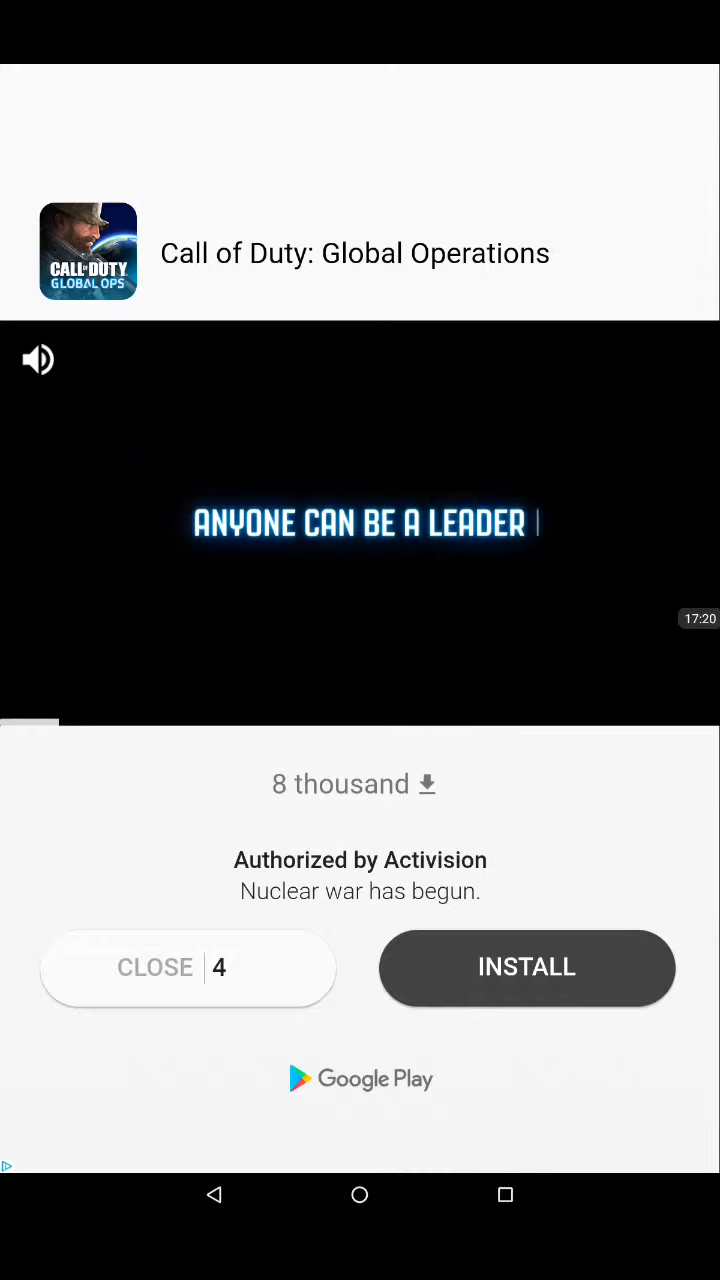 CALL OF DUTY
GLOBAL OPS
Call of Duty: Global Operations
ANYONE CAN BE A LEADER
17:20
8 thousand
Authorized by Activision
Nuclear war has begun.
CLOSE 4
INSTALL
Google Play